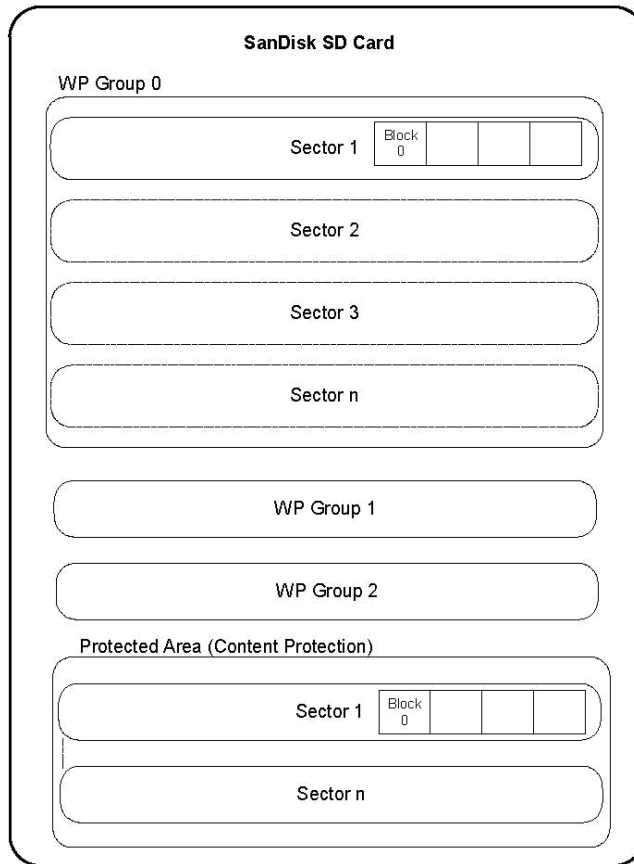 SanDisk SD Card
WP Group 0
Sector 1
Block
0
Sector 2
Sector 3
Sector n
WP Group 1
WP Group 2
Protected Area (Content Protection)
Sector 1
Block
0
Sector n